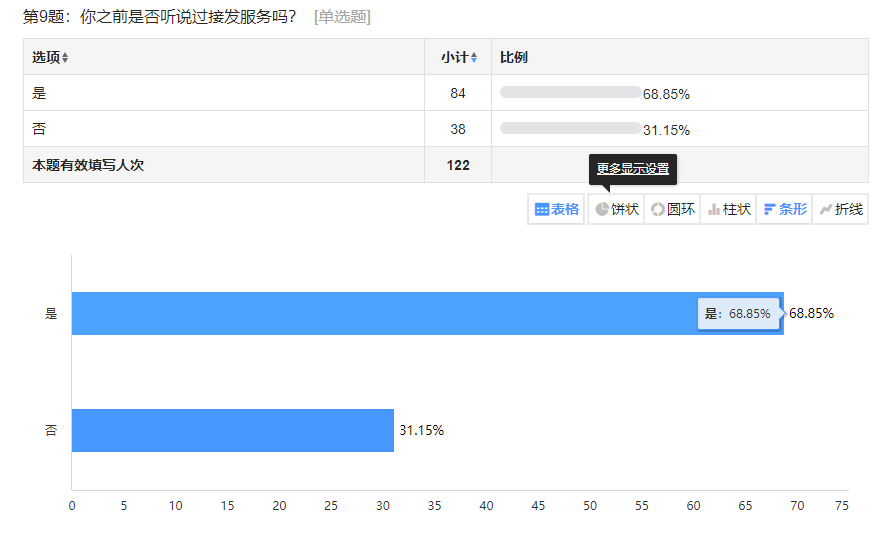 第9题：你之前是否听说过接发服务吗？ [单选题]
选项 小计 比例
是 84 68.85%
否 38 31.15%
本题有效填写人次 122
更多显示设置
表格 饼状 圆环 柱状 条形 折线
是 是：68.85% 68.85%
否 31.15%
0 5 10 15 20 25 30 35 40 45 50 55 60 65 70 75